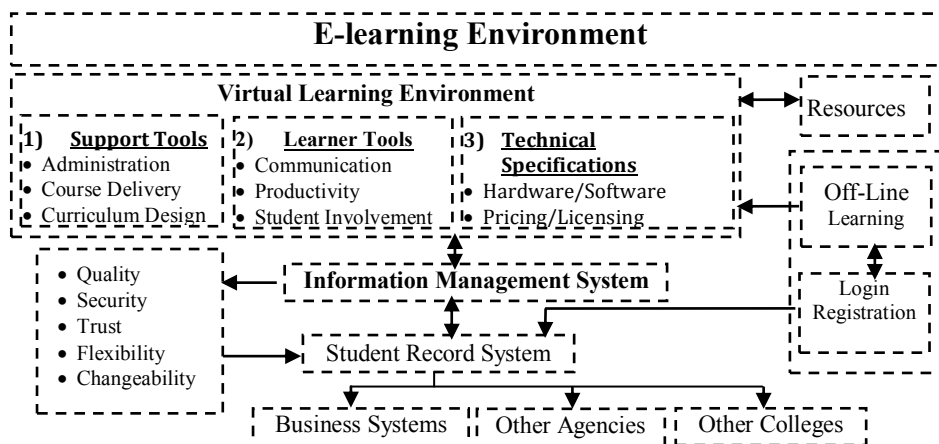 E-learning Environment
Virtual Learning Environment
1) Support Tools
• Administration
• Course Delivery
• Curriculum Design
2) Learner Tools
• Communication
• Productivity
• Student Involvement
3) Technical
Specifications
• Hardware/Software
• Pricing/Licensing
Resources
Off-Line
Learning
Login
Registration
Information Management System
• Quality
• Security
• Trust
• Flexibility
• Changeability
Student Record System
Business Systems
Other Agencies
Other Colleges